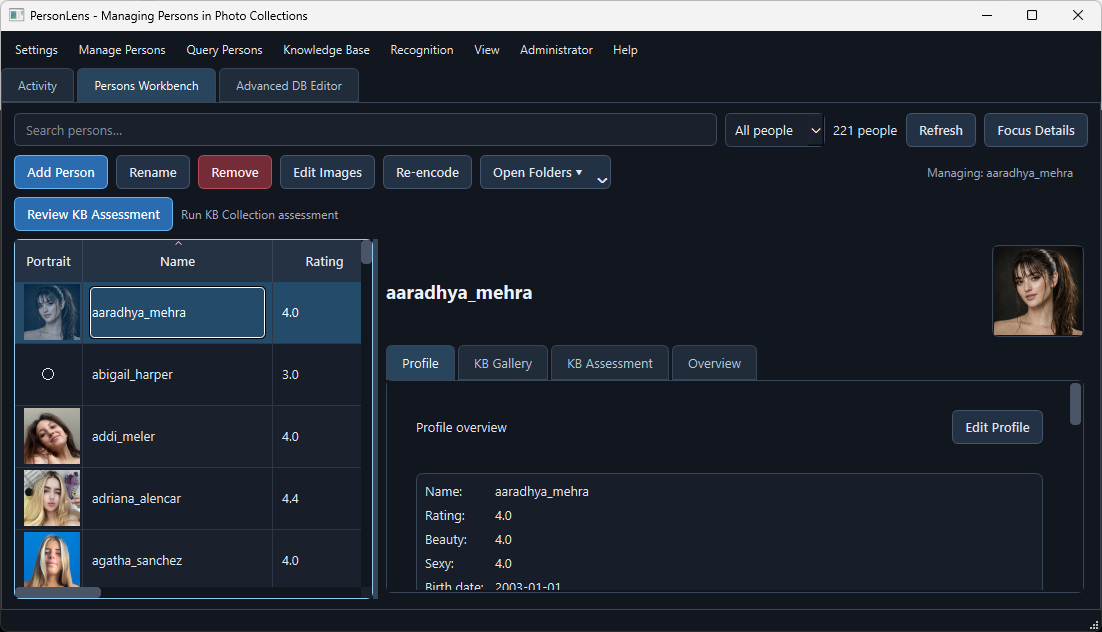 PersonLens - Managing Persons in Photo Collections
Settings Manage Persons Query Persons Knowledge Base Recognition View Administrator Help
Activity Persons Workbench Advanced DB Editor
Search persons... All people 221 people Refresh Focus Details
Add Person Rename Remove Edit Images Re-encode Open Folders ▾ Managing: aaradhya_mehra
Review KB Assessment Run KB Collection assessment
Portrait Name Rating
aaradhya_mehra 4.0
abigail_harper 3.0
addi_meler 4.0
adriana_alencar 4.4
agatha_sanchez 4.0
aaradhya_mehra
Profile KB Gallery KB Assessment Overview
Profile overview Edit Profile
Name: aaradhya_mehra
Rating: 4.0
Beauty: 4.0
Sexy: 4.0
Birth date: 2003-01-01